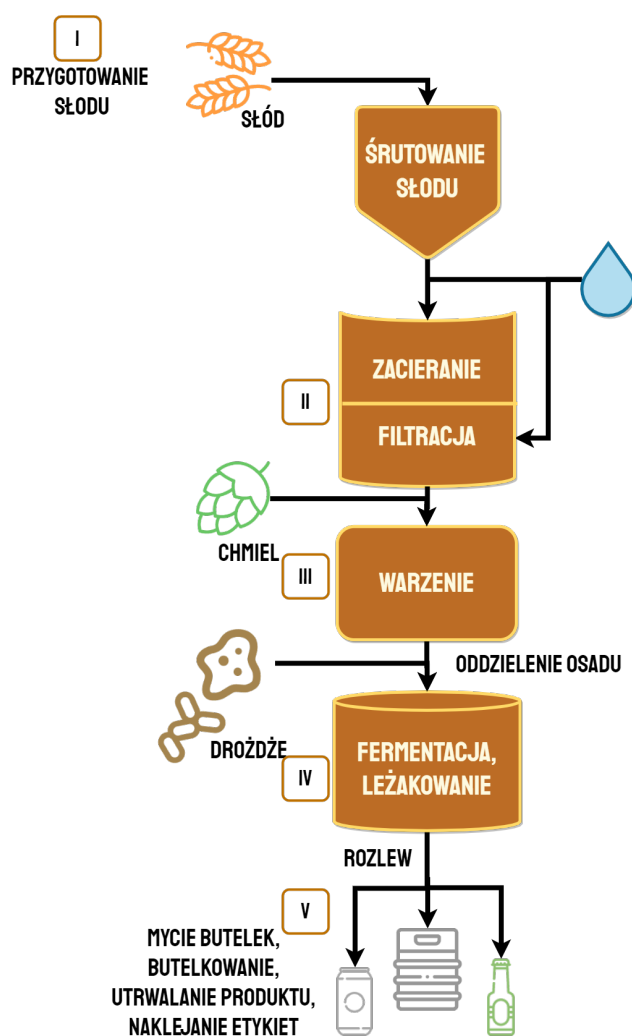 I
PRZYGOTOWANIE
SŁODU
SŁÓD
ŚRUTOWANIE
SŁODU
ZACIERANIE
II
FILTRACJA
CHMIEL
III
WARZENIE
ODDZIELENIE OSADU
DROŻDŻE
IV
FERMENTACJA,
LEŻAKOWANIE
ROZLEW
V
MYCIE BUTELEK,
BUTELKOWANIE,
UTRWALANIE PRODUKTU,
NAKLEJANIE ETYKIET